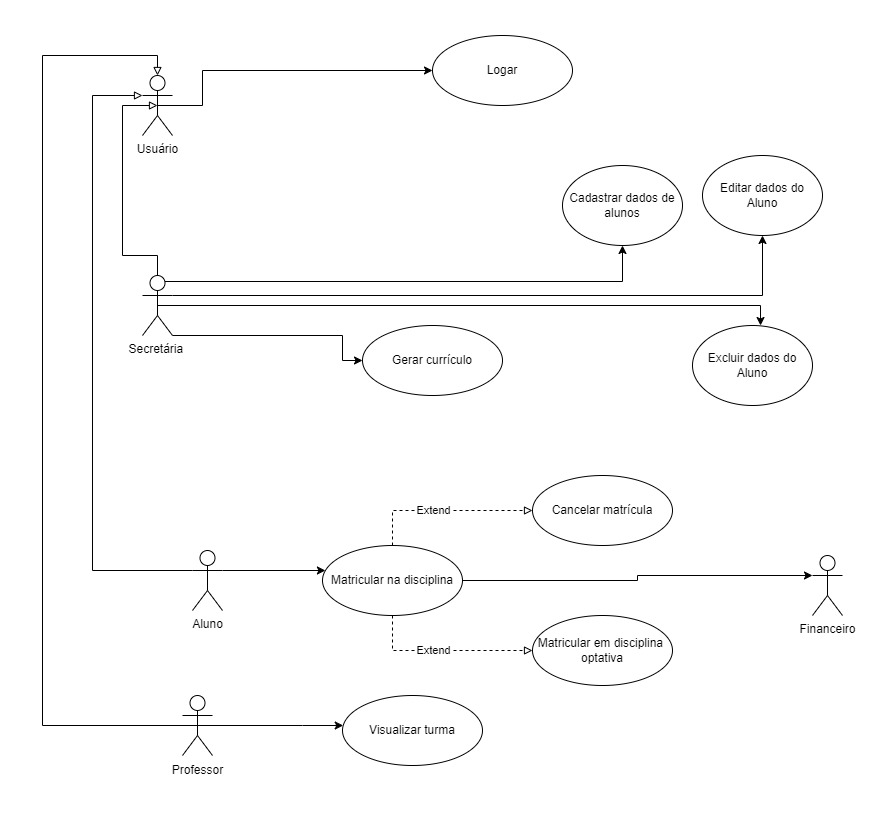 Logar
Usuário
Cadastrar dados de
alunos
Editar dados do
Aluno
Secretária
Gerar currículo
Excluir dados do
Aluno
Extend
Cancelar matrícula
Matricular na disciplina
Aluno
Financeiro
Extend
Matricular em disciplina
optativa
Visualizar turma
Professor